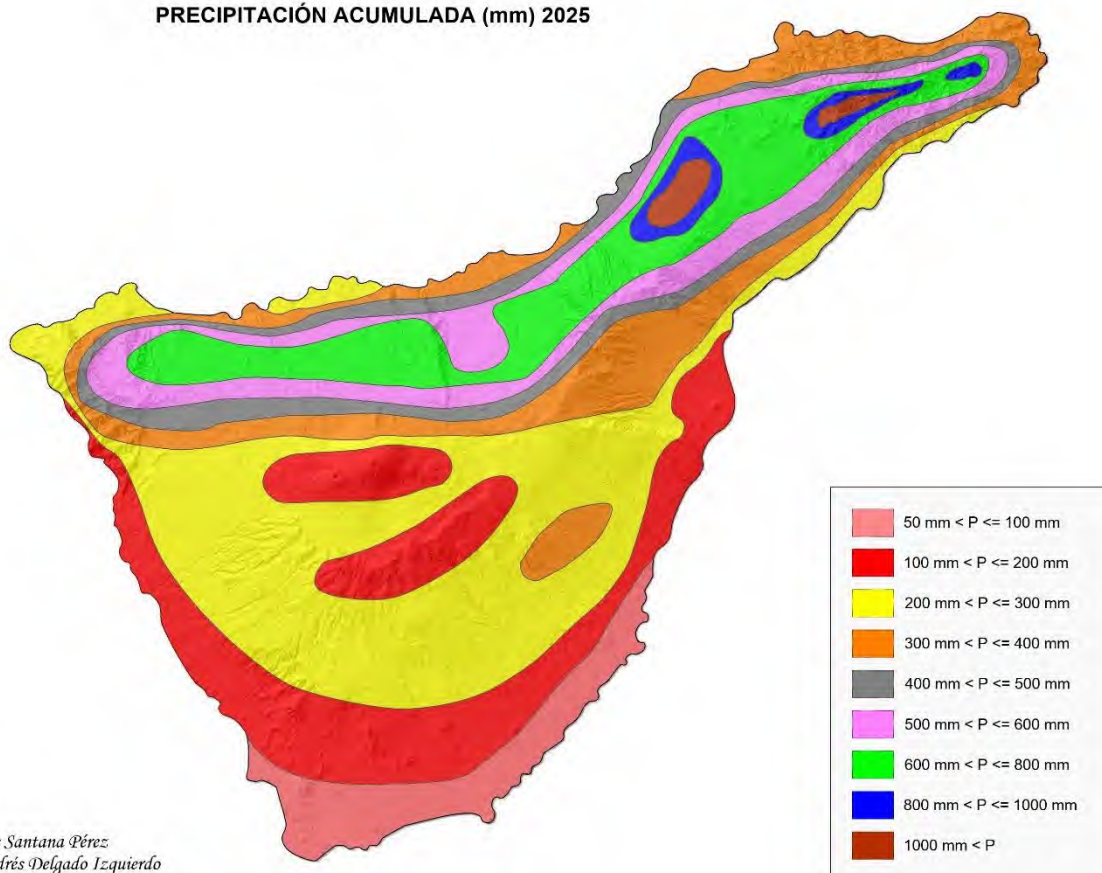 PRECIPITACIÓN ACUMULADA (mm) 2025
50 mm < P <= 100 mm
100 mm < P <= 200 mm
200 mm < P <= 300 mm
300 mm < P <= 400 mm
400 mm < P <= 500 mm
500 mm < P <= 600 mm
600 mm < P <= 800 mm
800 mm < P <= 1000 mm
1000 mm < P
Santana Pérez
Delgado Izquierdo